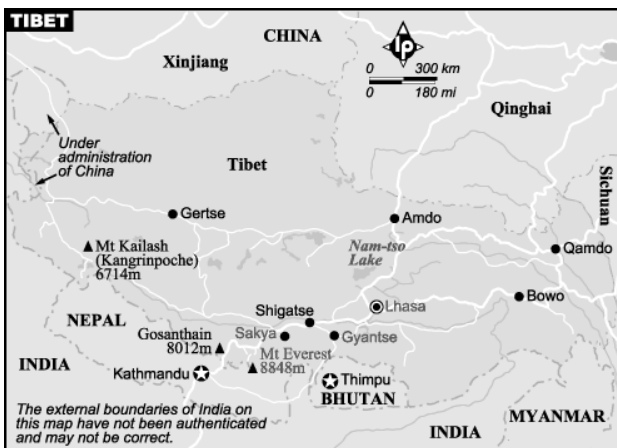 TIBET
CHINA
Xinjiang
lp
0 300 km
0 180 mi
Qinghai
Under
administration
of China
Tibet
Sichuan
Gertse
Amdo
Nam-tso
Lake
Qamdo
Mt Kailash
(Kangrinpoche)
6714m
Bowo
Lhasa
NEPAL
Shigatse
Gosanthain
8012m
Sakya
Gyantse
INDIA
Mt Everest
8848m
Kathmandu
Thimpu
BHUTAN
INDIA
MYANMAR
The external boundaries of India on
this map have not been authenticated
and may not be correct.